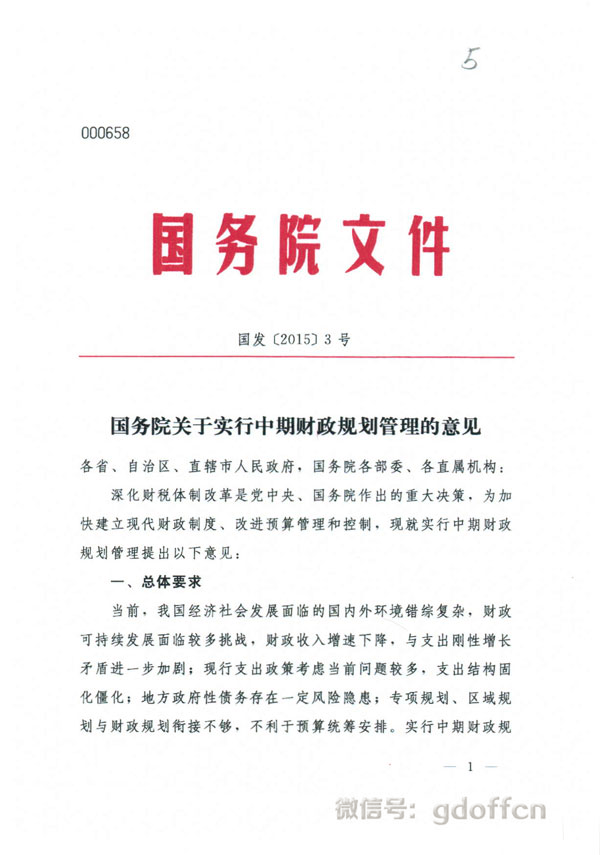 5
000658
国务院文件
国发〔2015〕3号
国务院关于实行中期财政规划管理的意见
各省、自治区、直辖市人民政府，国务院各部委、各直属机构：
深化财税体制改革是党中央、国务院作出的重大决策，为加
快建立现代财政制度、改进预算管理和控制，现就实行中期财政
规划管理提出以下意见：
一、总体要求
当前，我国经济社会发展面临的国内外环境错综复杂，财政
可持续发展面临较多挑战，财政收入增速下降，与支出刚性增长
矛盾进一步加剧；现行支出政策考虑当前问题较多，支出结构固
化僵化；地方政府性债务存在一定风险隐患；专项规划、区域规
划与财政规划衔接不够，不利于预算统筹安排。实行中期财政规
— 1 —
微信号: gdoffcn